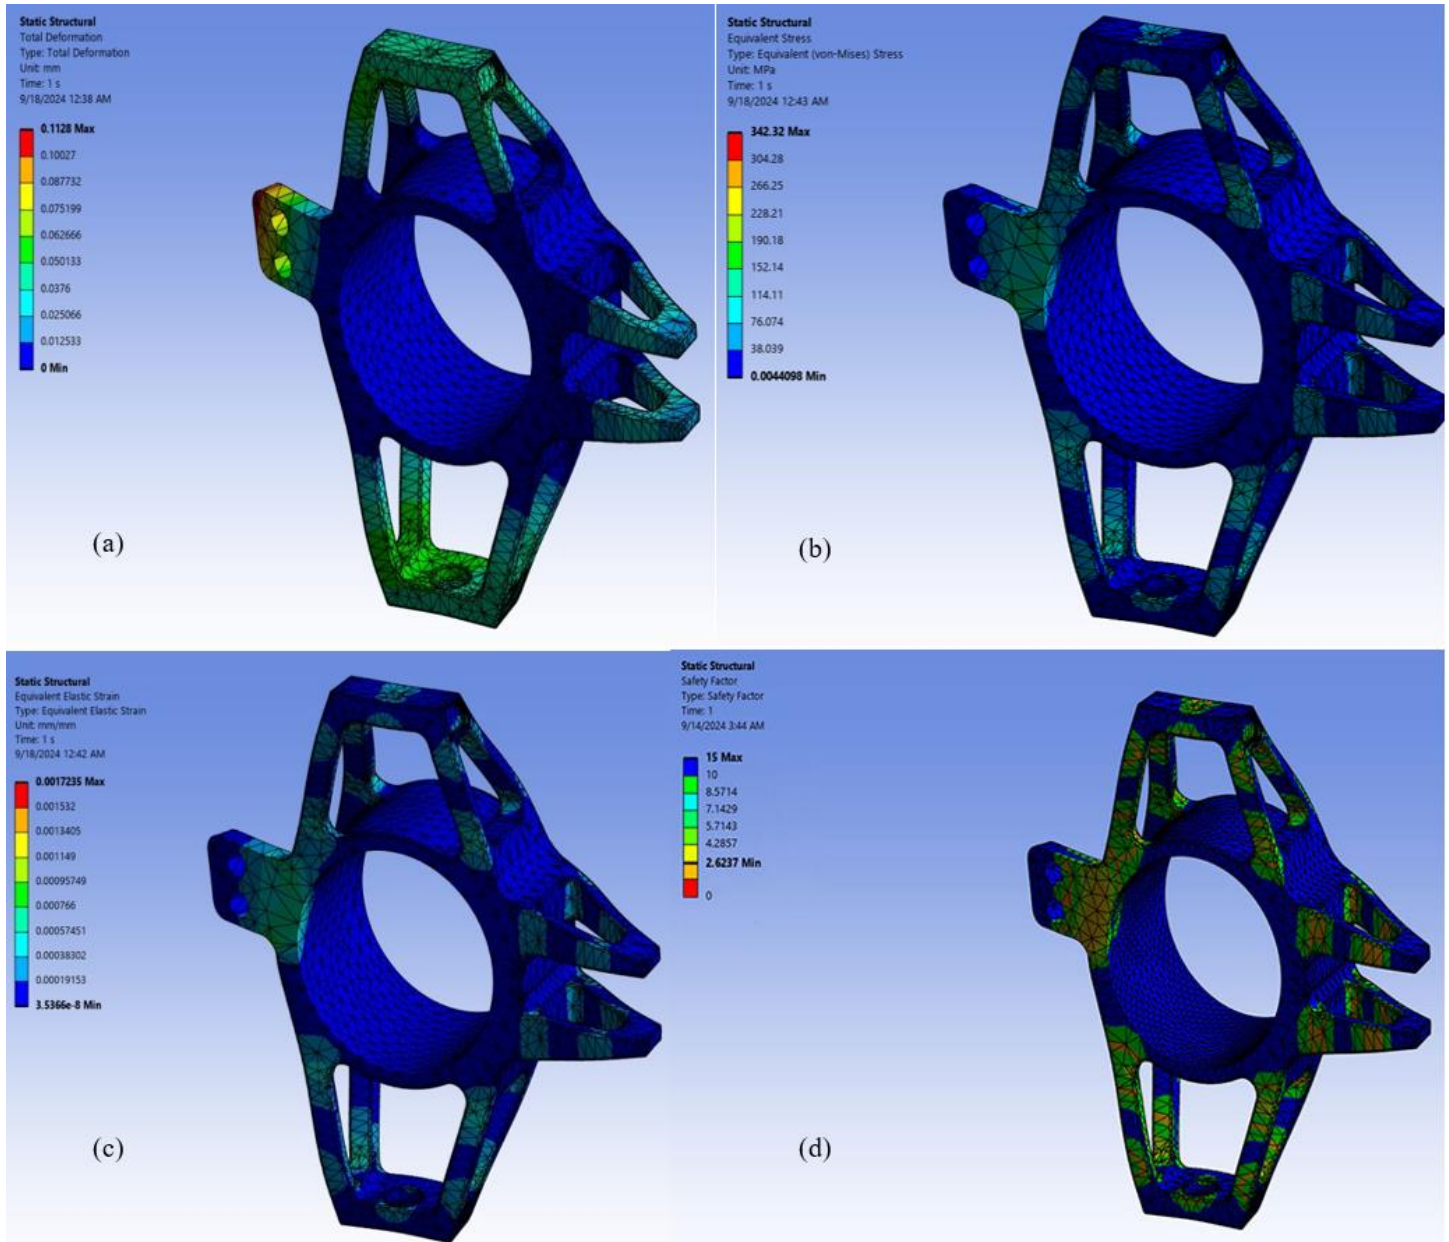 Static Structural
Total Deformation
Type: Total Deformation
Unit: mm
Time: 1 s
9/18/2024 12:38 AM
0.1128 Max
0.10027
0.087732
0.075199
0.062666
0.050133
0.0376
0.025066
0.012533
0 Min
(a)
Static Structural
Equivalent Stress
Type: Equivalent (von-Mises) Stress
Unit: MPa
Time: 1 s
9/18/2024 12:43 AM
342.32 Max
304.28
266.25
228.21
190.18
152.14
114.11
76.074
38.039
0.0044098 Min
(b)
Static Structural
Equivalent Elastic Strain
Type: Equivalent Elastic Strain
Unit: mm/mm
Time: 1 s
9/18/2024 12:42 AM
0.0017235 Max
0.001532
0.0013405
0.001149
0.00095749
0.000766
0.00057451
0.00038302
0.00019153
3.5366e-8 Min
(c)
Static Structural
Safety Factor
Type: Safety Factor
Time: 1
9/14/2024 3:44 AM
15 Max
10
8.5714
7.1429
5.7143
4.2857
2.6237 Min
0
(d)